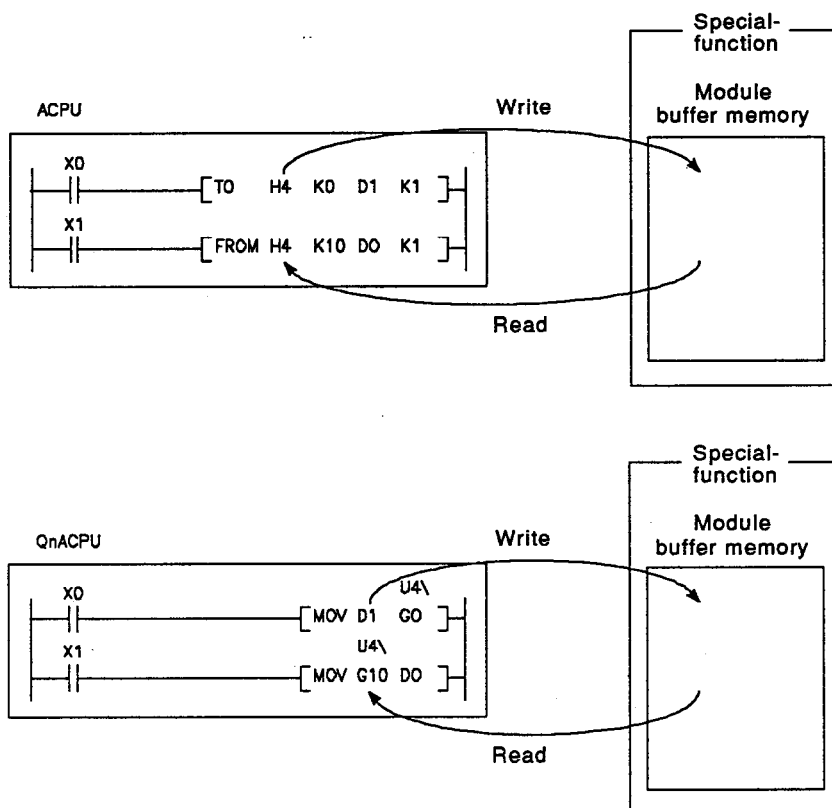 Special-
function
Module
buffer memory
ACPU
Write
X0
TO H4 K0 D1 K1
X1
FROM H4 K10 D0 K1
Read
Special-
function
Module
buffer memory
QnACPU
Write
U4\
X0
MOV D1 G0
U4\
X1
MOV G10 D0
Read